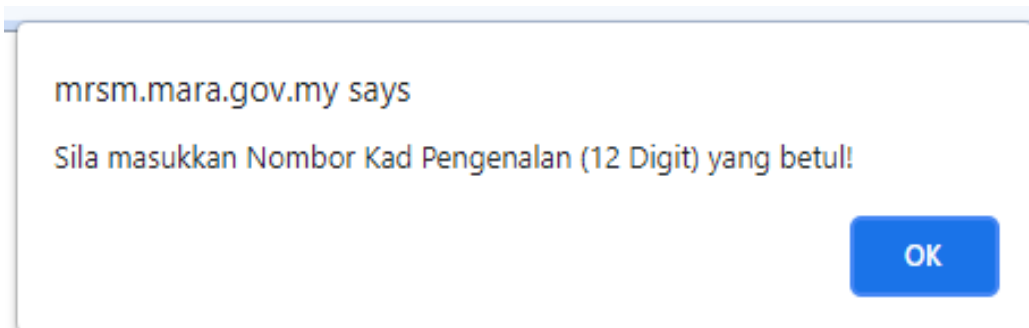 mrsm.mara.gov.my says
Sila masukkan Nombor Kad Pengenalan (12 Digit) yang betul!
OK